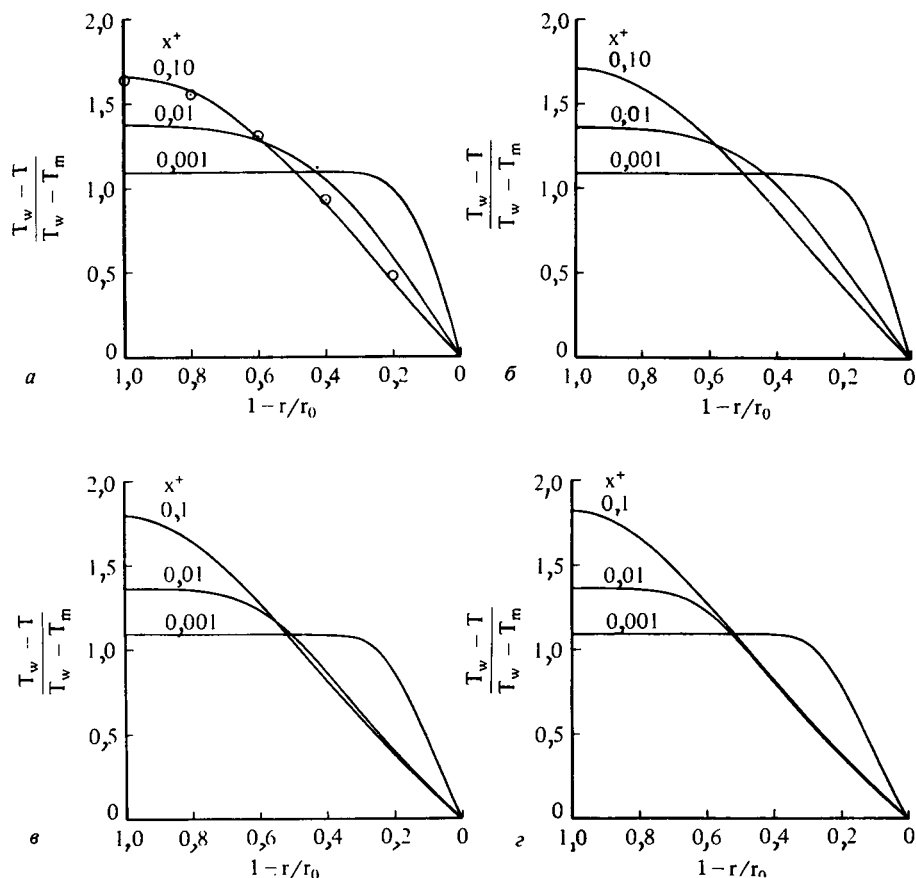 2,0
x⁺
0,10
1,5
0,01
0,001
1,0
0,5
0
T_w − T
T_w − T_m
1,0 0,8 0,6 0,4 0,2 0
1 − r/r₀
а
2,0
x⁺
0,10
1,5
0,01
0,001
1,0
0,5
0
T_w − T
T_w − T_m
1,0 0,8 0,6 0,4 0,2 0
1 − r/r₀
б
2,0
x⁺
0,1
1,5
0,01
0,001
1,0
0,5
0
T_w − T
T_w − T_m
1,0 0,8 0,6 0,4 0,2 0
1 − r/r₀
в
2,0
x⁺
0,1
1,5
0,01
0,001
1,0
0,5
0
T_w − T
T_w − T_m
1,0 0,8 0,6 0,4 0,2 0
1 − r/r₀
г